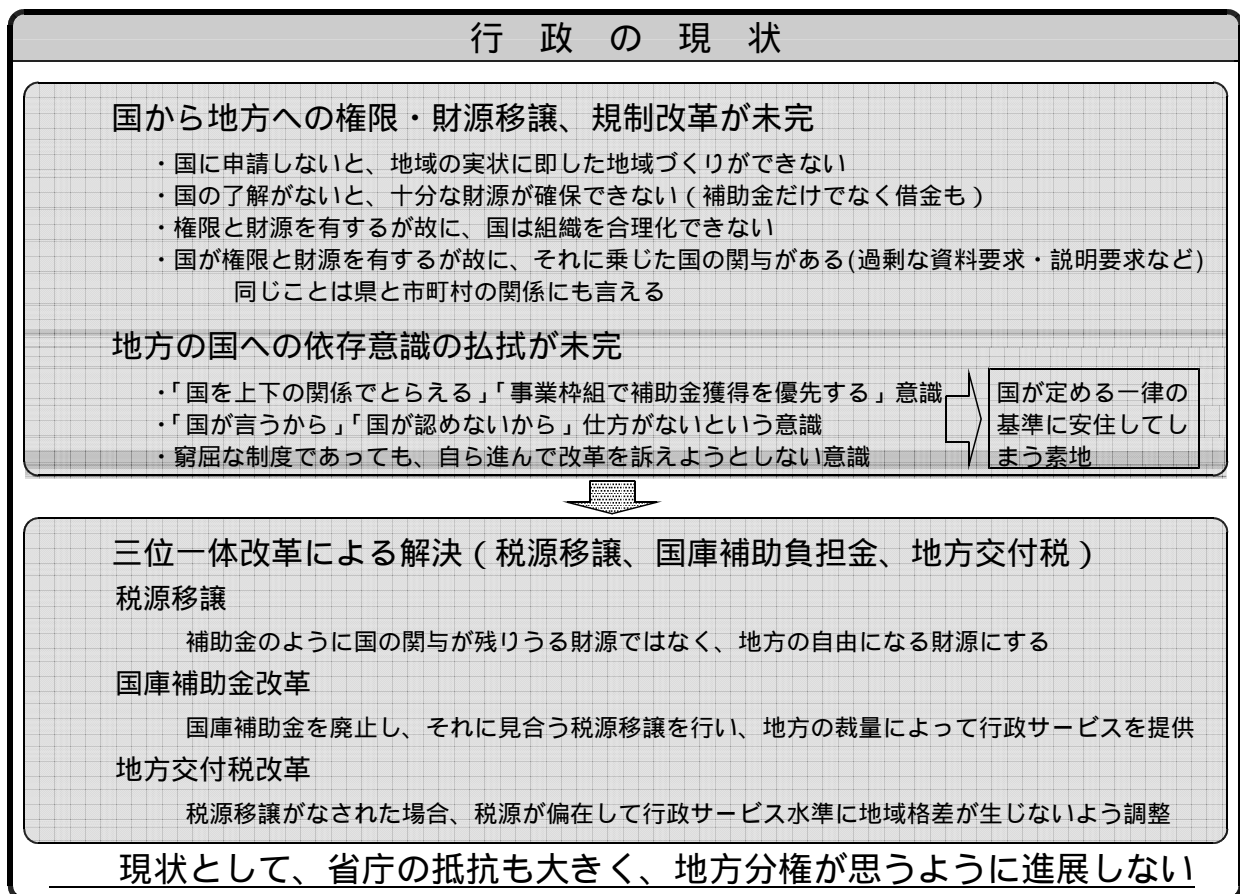 行政の現状
国から地方への権限・財源移譲、規制改革が未完
・国に申請しないと、地域の実状に即した地域づくりができない
・国の了解がないと、十分な財源が確保できない(補助金だけでなく借金も)
・権限と財源を有するが故に、国は組織を合理化できない
・国が権限と財源を有するが故に、それに乗じた国の関与がある(過剰な資料要求・説明要求など)
同じことは県と市町村の関係にも言える
地方の国への依存意識の払拭が未完
・「国を上下の関係でとらえる」「事業枠組で補助金獲得を優先する」意識
・「国が言うから」「国が認めないから」仕方がないという意識
・窮屈な制度であっても、自ら進んで改革を訴えようとしない意識
国が定める一律の
基準に安住してし
まう素地
三位一体改革による解決(税源移譲、国庫補助負担金、地方交付税)
税源移譲
補助金のように国の関与が残りうる財源ではなく、地方の自由になる財源にする
国庫補助金改革
国庫補助金を廃止し、それに見合う税源移譲を行い、地方の裁量によって行政サービスを提供
地方交付税改革
税源移譲がなされた場合、税源が偏在して行政サービス水準に地域格差が生じないよう調整
現状として、省庁の抵抗も大きく、地方分権が思うように進展しない